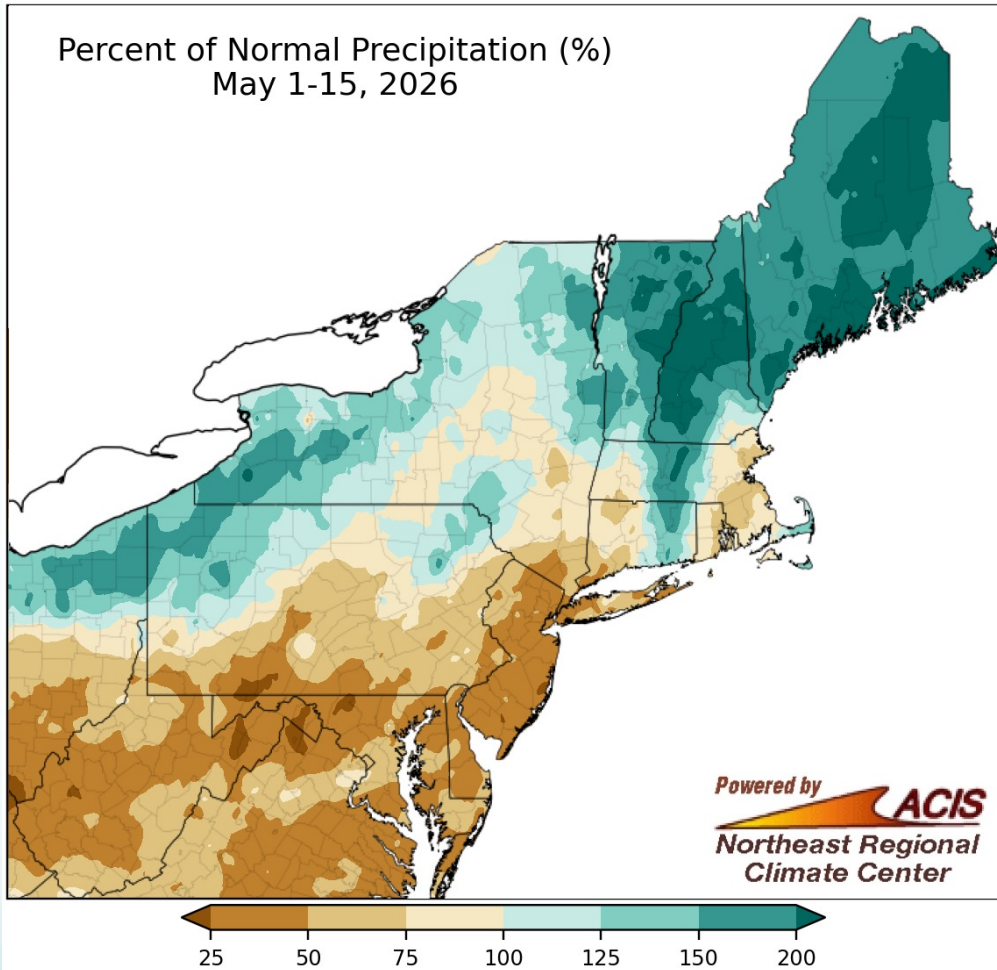 Percent of Normal Precipitation (%)
May 1-15, 2026
Powered by
ACIS
Northeast Regional
Climate Center
25 50 75 100 125 150 200